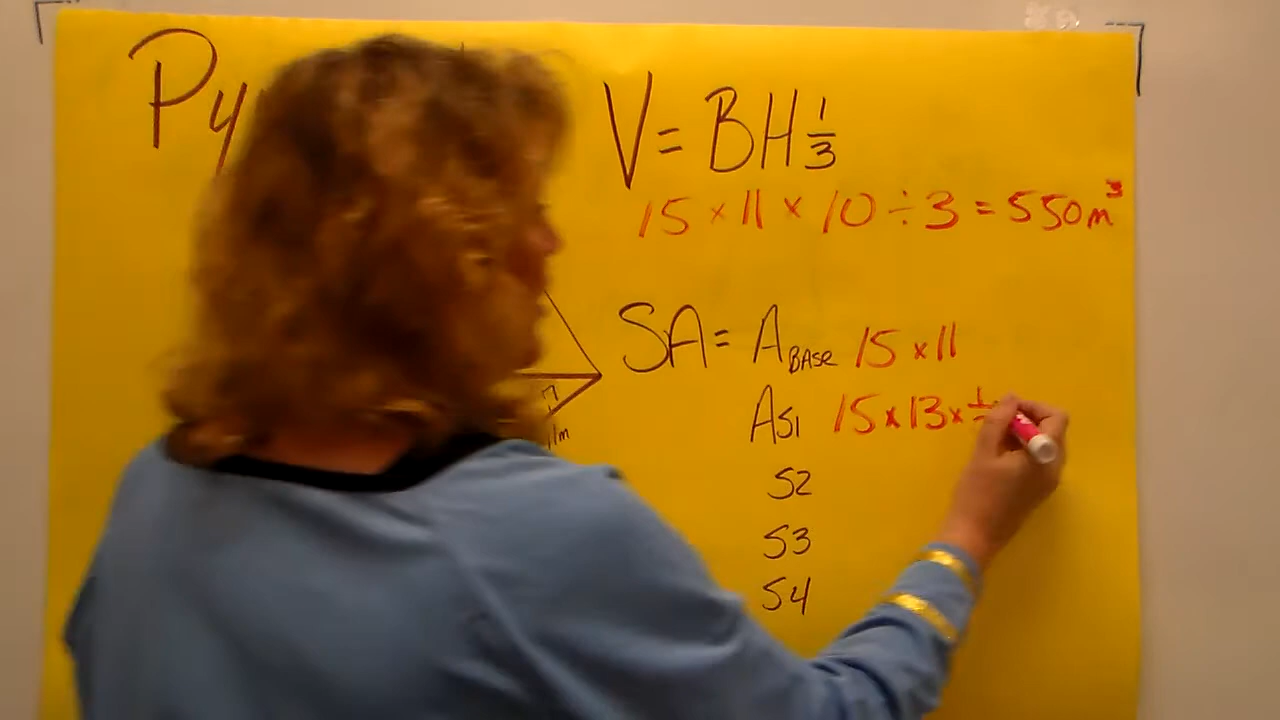 Py
V = BH 1/3
15 × 11 × 10 ÷ 3 = 550m³
SA = A BASE 15 × 11
AS1 15 × 13 × 1
S2
S3
S4